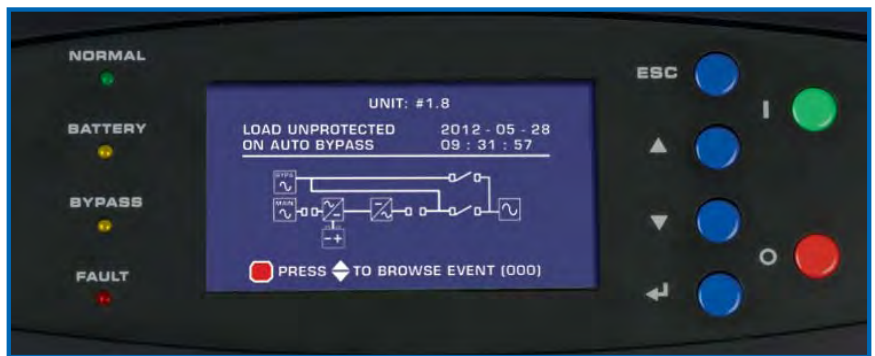 NORMAL
BATTERY
BYPASS
FAULT
UNIT: #1.8
LOAD UNPROTECTED 2012 - 05 - 28
ON AUTO BYPASS 09 : 31 : 57
BYPS
MAIN
PRESS TO BROWSE EVENT (000)
ESC
I
O